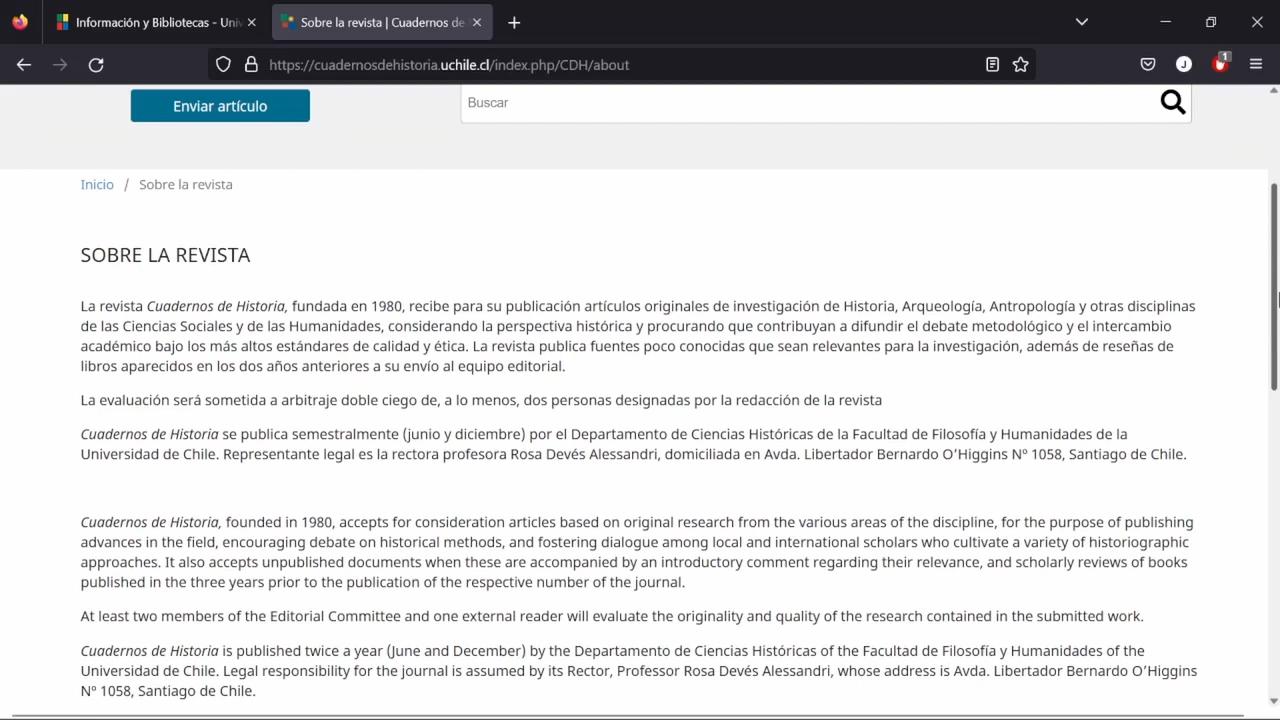 Información y Bibliotecas - Univ
Sobre la revista | Cuadernos de
https://cuadernosdehistoria.uchile.cl/index.php/CDH/about
J
1
Enviar artículo
Buscar
Inicio / Sobre la revista
SOBRE LA REVISTA
La revista Cuadernos de Historia, fundada en 1980, recibe para su publicación artículos originales de investigación de Historia, Arqueología, Antropología y otras disciplinas
de las Ciencias Sociales y de las Humanidades, considerando la perspectiva histórica y procurando que contribuyan a difundir el debate metodológico y el intercambio
académico bajo los más altos estándares de calidad y ética. La revista publica fuentes poco conocidas que sean relevantes para la investigación, además de reseñas de
libros aparecidos en los dos años anteriores a su envío al equipo editorial.
La evaluación será sometida a arbitraje doble ciego de, a lo menos, dos personas designadas por la redacción de la revista
Cuadernos de Historia se publica semestralmente (junio y diciembre) por el Departamento de Ciencias Históricas de la Facultad de Filosofía y Humanidades de la
Universidad de Chile. Representante legal es la rectora profesora Rosa Devés Alessandri, domiciliada en Avda. Libertador Bernardo O’Higgins Nº 1058, Santiago de Chile.
Cuadernos de Historia, founded in 1980, accepts for consideration articles based on original research from the various areas of the discipline, for the purpose of publishing
advances in the field, encouraging debate on historical methods, and fostering dialogue among local and international scholars who cultivate a variety of historiographic
approaches. It also accepts unpublished documents when these are accompanied by an introductory comment regarding their relevance, and scholarly reviews of books
published in the three years prior to the publication of the respective number of the journal.
At least two members of the Editorial Committee and one external reader will evaluate the originality and quality of the research contained in the submitted work.
Cuadernos de Historia is published twice a year (June and December) by the Departamento de Ciencias Históricas of the Facultad de Filosofía y Humanidades of the
Universidad de Chile. Legal responsibility for the journal is assumed by its Rector, Professor Rosa Devés Alessandri, whose address is Avda. Libertador Bernardo O’Higgins
Nº 1058, Santiago de Chile.